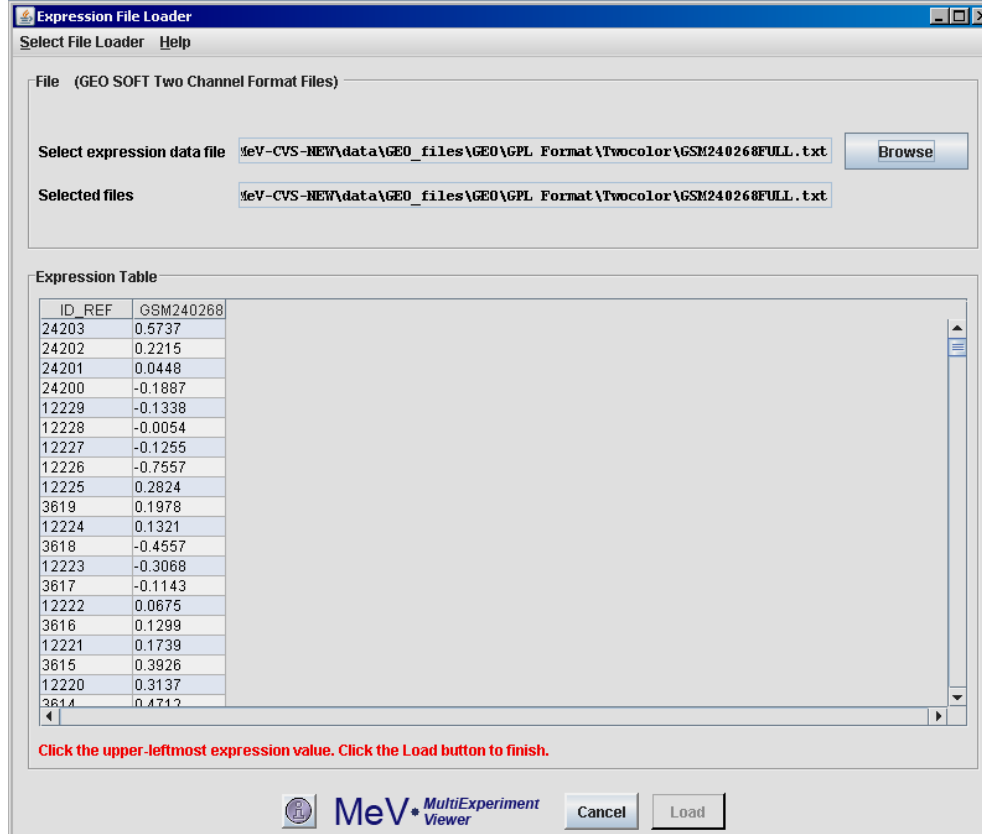 Expression File Loader
Select File Loader Help
File (GEO SOFT Two Channel Format Files)
Select expression data file MeV-CVS-NEW\data\GEO_files\GEO\GPL Format\Twocolor\GSM240268FULL.txt Browse
Selected files MeV-CVS-NEW\data\GEO_files\GEO\GPL Format\Twocolor\GSM240268FULL.txt
Expression Table
ID_REF GSM240268
24203 0.5737
24202 0.2215
24201 0.0448
24200 -0.1887
12229 -0.1338
12228 -0.0054
12227 -0.1255
12226 -0.7557
12225 0.2824
3619 0.1978
12224 0.1321
3618 -0.4557
12223 -0.3068
3617 -0.1143
12222 0.0675
3616 0.1299
12221 0.1739
3615 0.3926
12220 0.3137
3614 0.4712
Click the upper-leftmost expression value. Click the Load button to finish.
MeV MultiExperiment Viewer Cancel Load